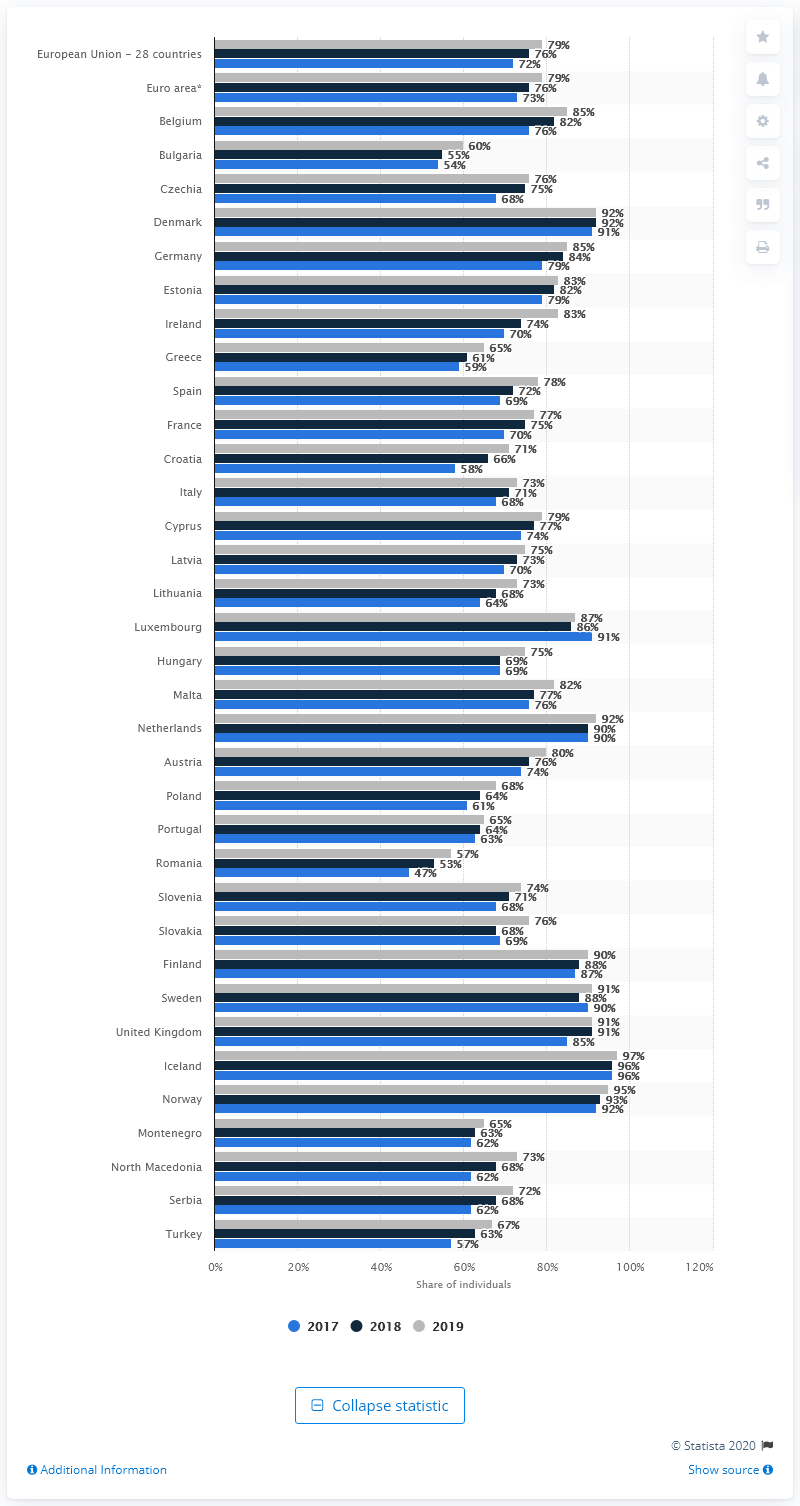 European Union - 28 countries 79% 76% 72%
Euro area* 79% 76% 73%
Belgium 85% 82% 76%
Bulgaria 60% 55% 54%
Czechia 76% 75% 68%
Denmark 92% 92% 91%
Germany 85% 84% 79%
Estonia 83% 82% 79%
Ireland 83% 74% 70%
Greece 65% 61% 59%
Spain 78% 72% 69%
France 77% 75% 70%
Croatia 71% 66% 58%
Italy 73% 71% 68%
Cyprus 79% 77% 74%
Latvia 75% 73% 70%
Lithuania 73% 68% 64%
Luxembourg 87% 86% 91%
Hungary 75% 69% 69%
Malta 82% 77% 76%
Netherlands 92% 90% 90%
Austria 80% 76% 74%
Poland 68% 64% 61%
Portugal 65% 64% 63%
Romania 57% 53% 47%
Slovenia 74% 71% 68%
Slovakia 76% 68% 69%
Finland 90% 88% 87%
Sweden 91% 88% 90%
United Kingdom 91% 91% 85%
Iceland 97% 96% 96%
Norway 95% 93% 92%
Montenegro 65% 63% 62%
North Macedonia 73% 68% 62%
Serbia 72% 68% 62%
Turkey 67% 63% 57%
0% 20% 40% 60% 80% 100% 120%
Share of individuals
2017 2018 2019
Collapse statistic
© Statista 2020
Additional Information Show source